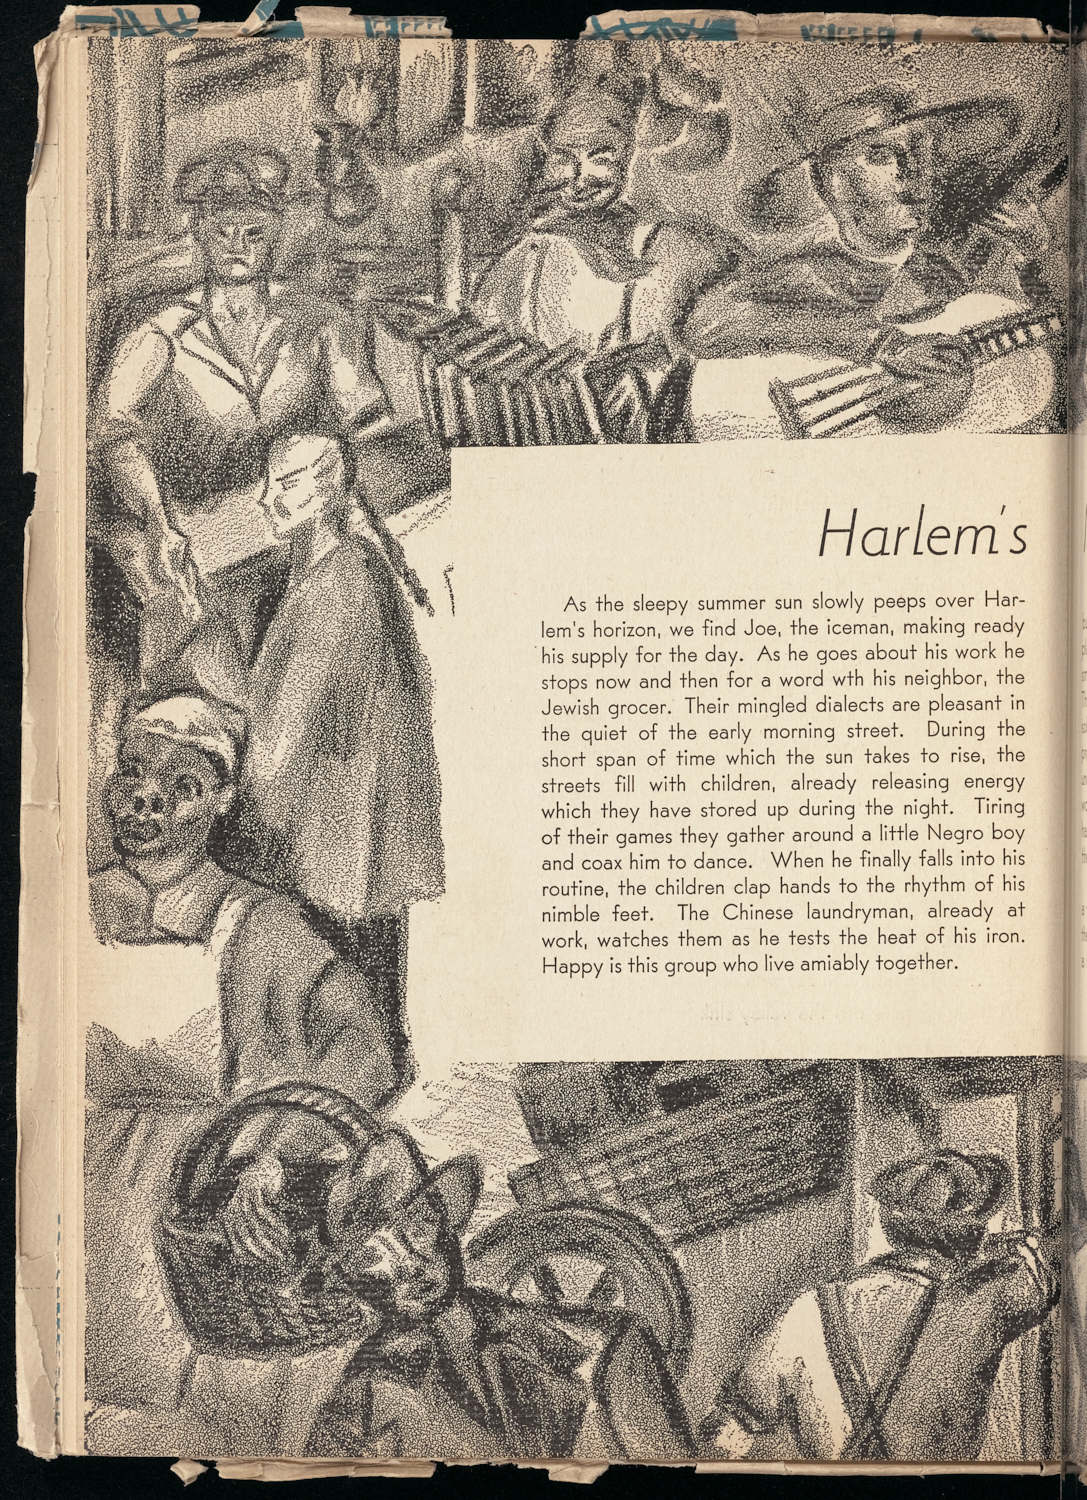 Harlem's
As the sleepy summer sun slowly peeps over Har-
lem's horizon, we find Joe, the iceman, making ready
his supply for the day. As he goes about his work he
stops now and then for a word wth his neighbor, the
Jewish grocer. Their mingled dialects are pleasant in
the quiet of the early morning street. During the
short span of time which the sun takes to rise, the
streets fill with children, already releasing energy
which they have stored up during the night. Tiring
of their games they gather around a little Negro boy
and coax him to dance. When he finally falls into his
routine, the children clap hands to the rhythm of his
nimble feet. The Chinese laundryman, already at
work, watches them as he tests the heat of his iron.
Happy is this group who live amiably together.